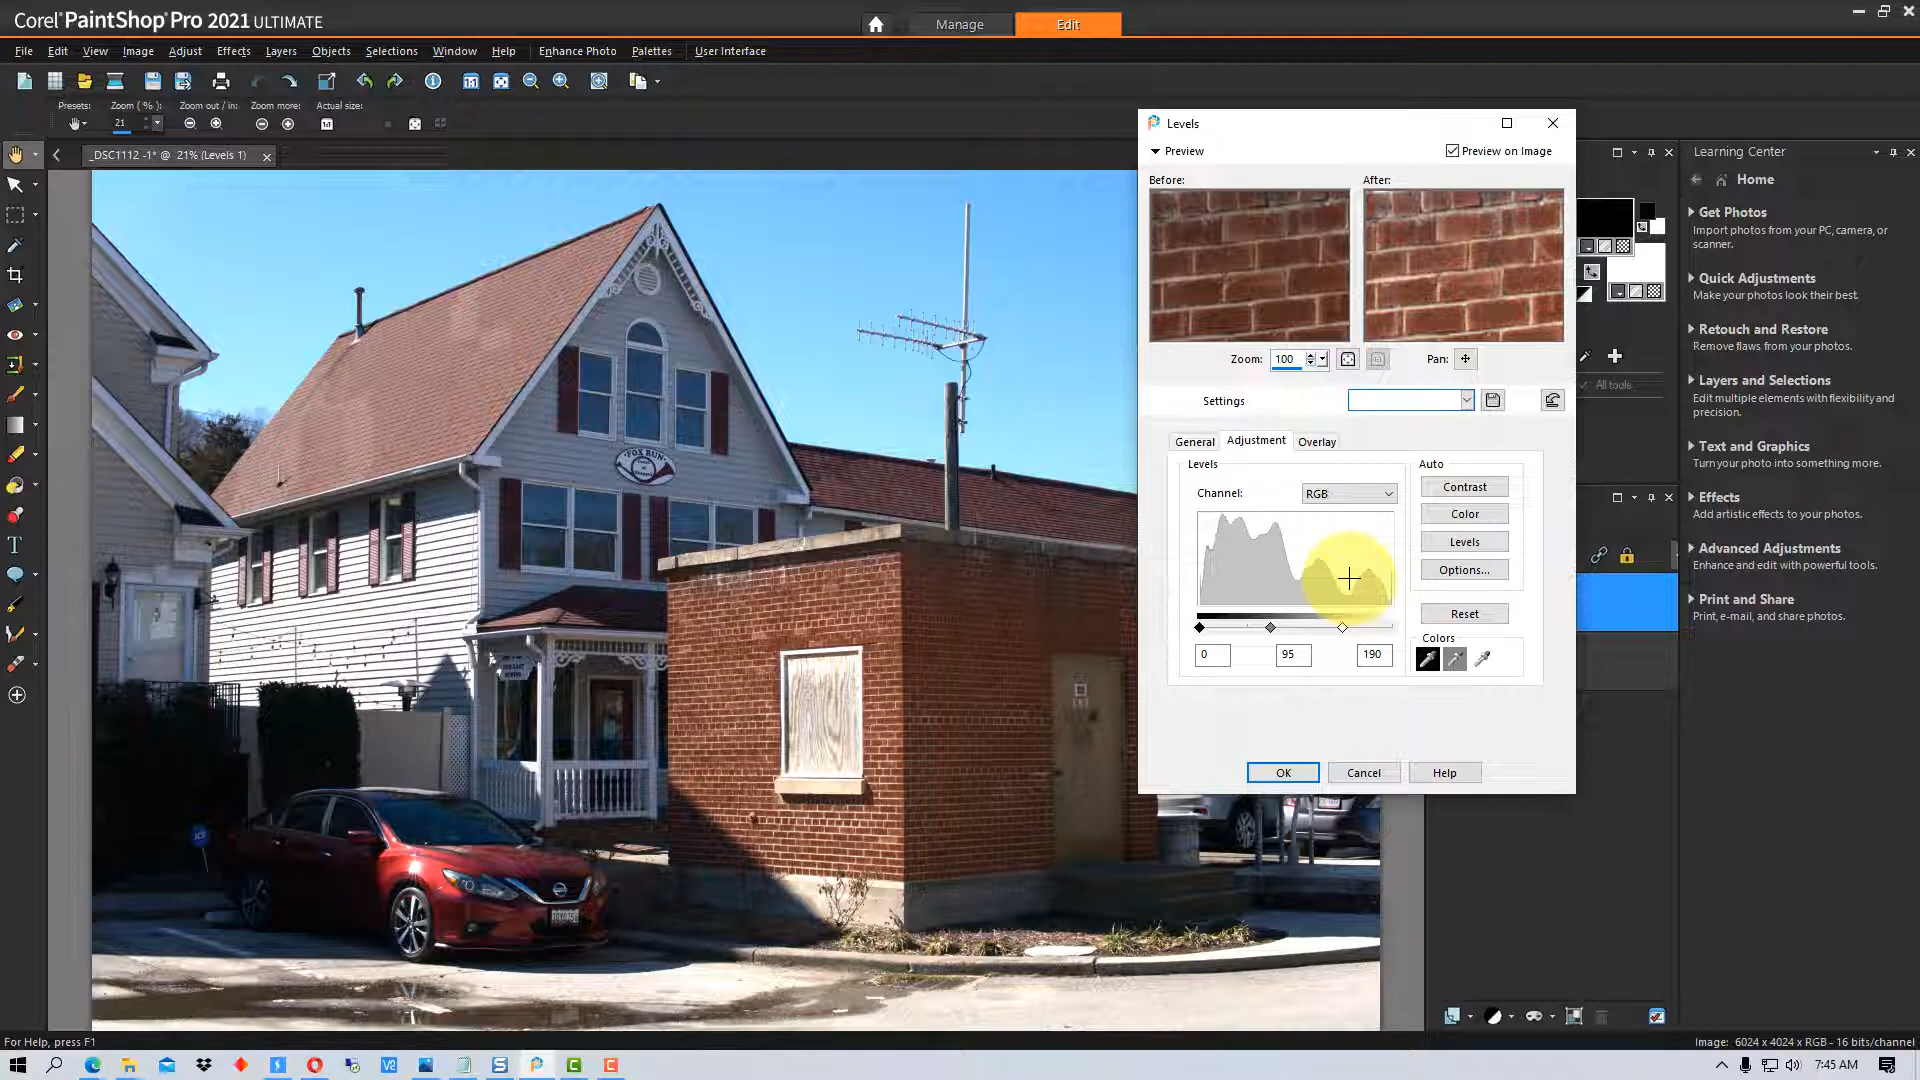 Corel PaintShop Pro 2021 ULTIMATE
Manage
Edit
File Edit View Image Adjust Effects Layers Objects Selections Window Help Enhance Photo Palettes User Interface
Presets: Zoom ( % ): Zoom out / in: Zoom more: Actual size:
21
_DSC1112 -1* @ 21% (Levels 1)
FOX RUN
Levels
Preview
Preview on Image
Before:
After:
Zoom: 100
Pan:
Settings
General Adjustment Overlay
Levels
Channel: RGB
0
95
190
Auto
Contrast
Color
Levels
Options...
Reset
Colors
OK
Cancel
Help
All tools
Learning Center
Home
Get Photos
Import photos from your PC, camera, or
scanner.
Quick Adjustments
Make your photos look their best.
Retouch and Restore
Remove flaws from your photos.
Layers and Selections
Edit multiple elements with flexibility and
precision.
Text and Graphics
Turn your photo into something more.
Effects
Add artistic effects to your photos.
Advanced Adjustments
Enhance and edit with powerful tools.
Print and Share
Print, e-mail, and share photos.
For Help, press F1
Image: 6024 x 4024 x RGB - 16 bits/channel
7:45 AM